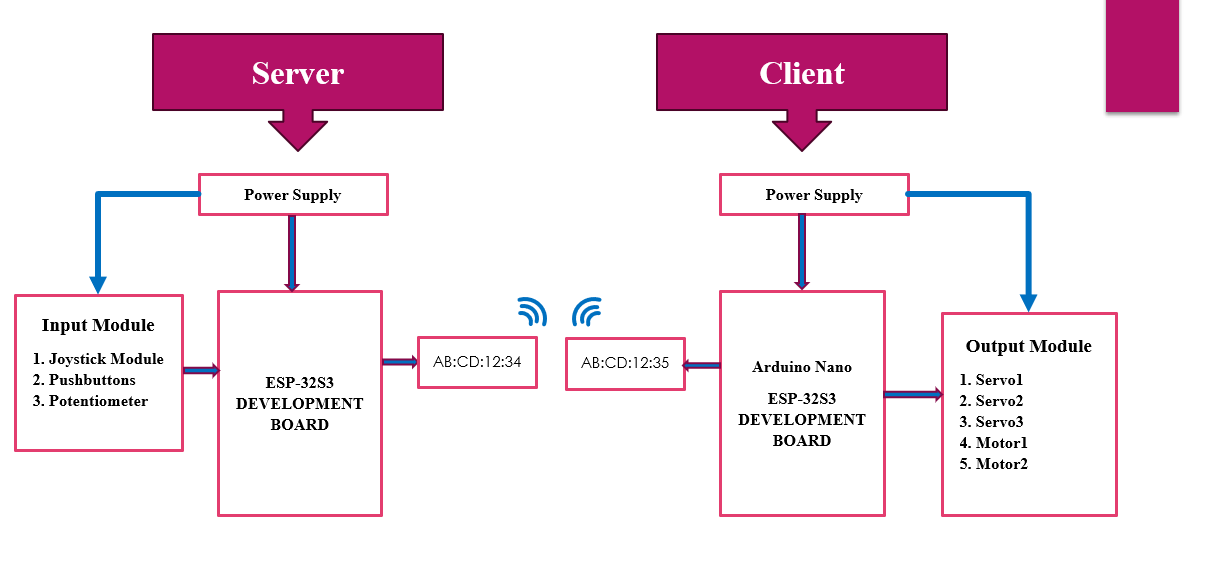 Server
Client
Power Supply
Power Supply
Input Module
1. Joystick Module
2. Pushbuttons
3. Potentiometer
ESP-32S3
DEVELOPMENT
BOARD
AB:CD:12:34
AB:CD:12:35
Arduino Nano
ESP-32S3
DEVELOPMENT
BOARD
Output Module
1. Servo1
2. Servo2
3. Servo3
4. Motor1
5. Motor2